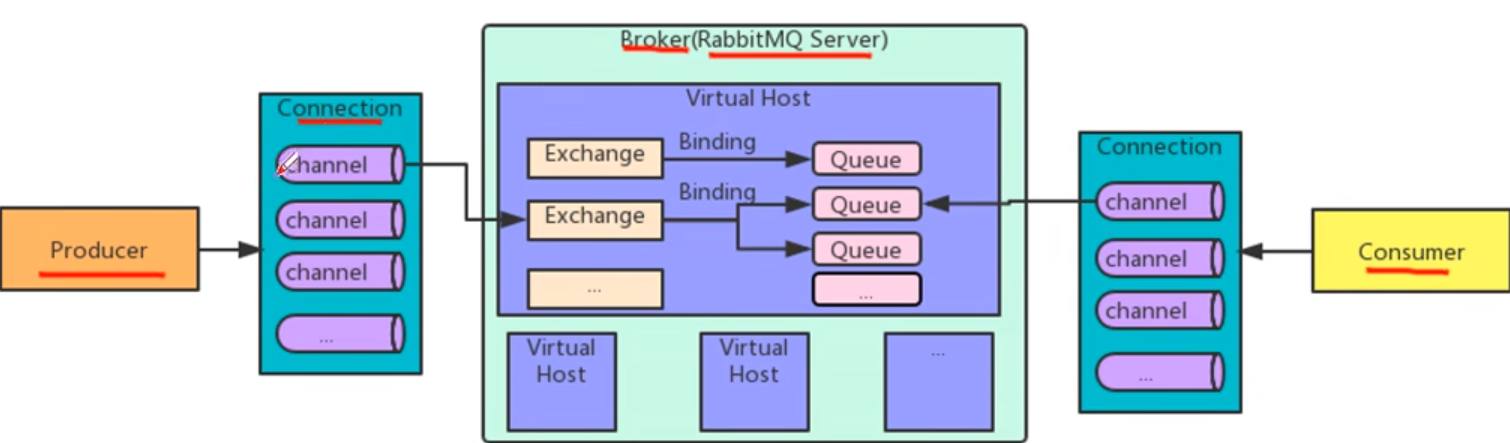 Broker(RabbitMQ Server)
Connection
channel
channel
channel
...
Producer
Virtual Host
Exchange
Binding
Queue
Exchange
Binding
Queue
Queue
...
...
Virtual
Host
Virtual
Host
...
Connection
channel
channel
channel
...
Consumer